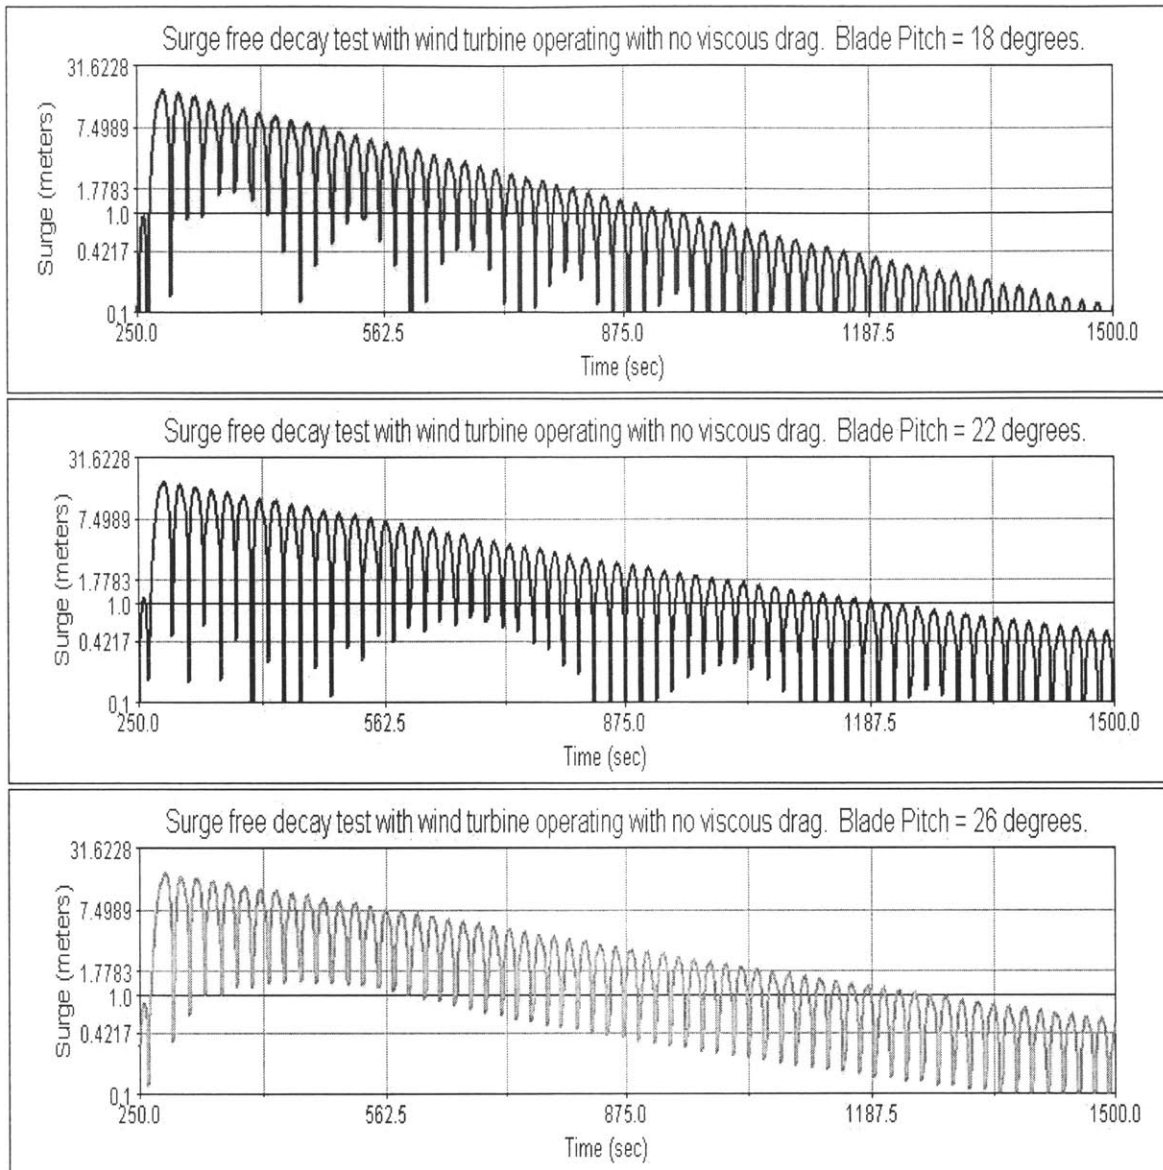 Surge free decay test with wind turbine operating with no viscous drag. Blade Pitch = 18 degrees.
31.6228
7.4989
1.7783
1.0
0.4217
0.1
Surge (meters)
250.0 562.5 875.0 1187.5 1500.0
Time (sec)
Surge free decay test with wind turbine operating with no viscous drag. Blade Pitch = 22 degrees.
31.6228
7.4989
1.7783
1.0
0.4217
0.1
Surge (meters)
250.0 562.5 875.0 1187.5 1500.0
Time (sec)
Surge free decay test with wind turbine operating with no viscous drag. Blade Pitch = 26 degrees.
31.6228
7.4989
1.7783
1.0
0.4217
0.1
Surge (meters)
250.0 562.5 875.0 1187.5 1500.0
Time (sec)